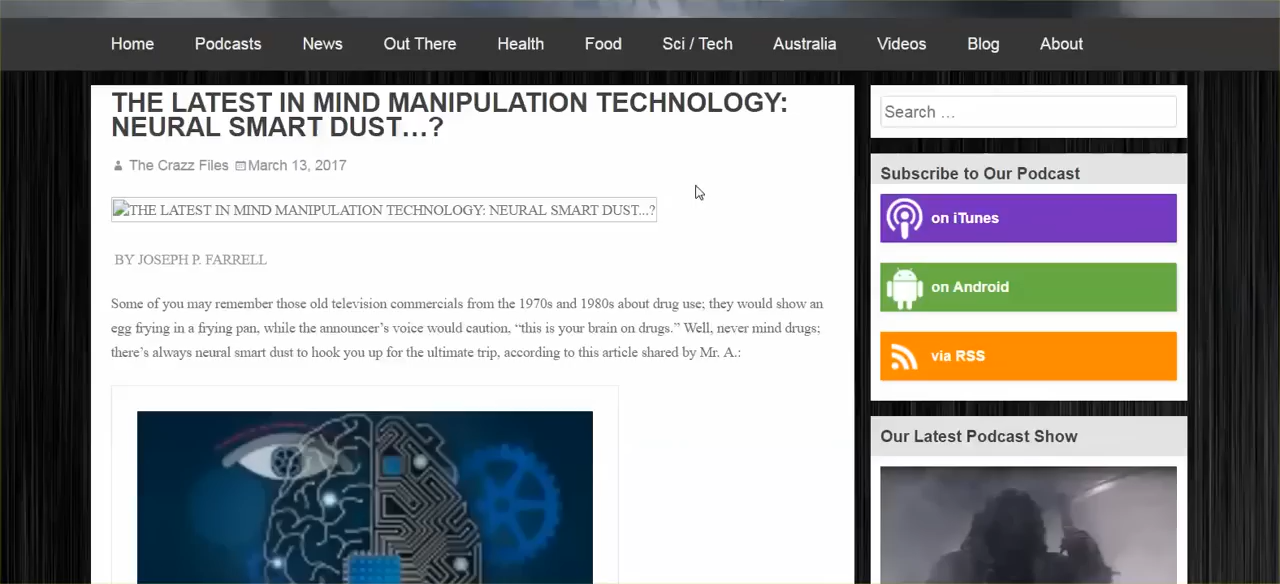 Home Podcasts News Out There Health Food Sci / Tech Australia Videos Blog About
THE LATEST IN MIND MANIPULATION TECHNOLOGY:
NEURAL SMART DUST…?
The Crazz Files March 13, 2017
THE LATEST IN MIND MANIPULATION TECHNOLOGY: NEURAL SMART DUST...?
BY JOSEPH P. FARRELL
Some of you may remember those old television commercials from the 1970s and 1980s about drug use; they would show an
egg frying in a frying pan, while the announcer’s voice would caution, “this is your brain on drugs.” Well, never mind drugs;
there’s always neural smart dust to hook you up for the ultimate trip, according to this article shared by Mr. A.:
Search …
Subscribe to Our Podcast
on iTunes
on Android
via RSS
Our Latest Podcast Show